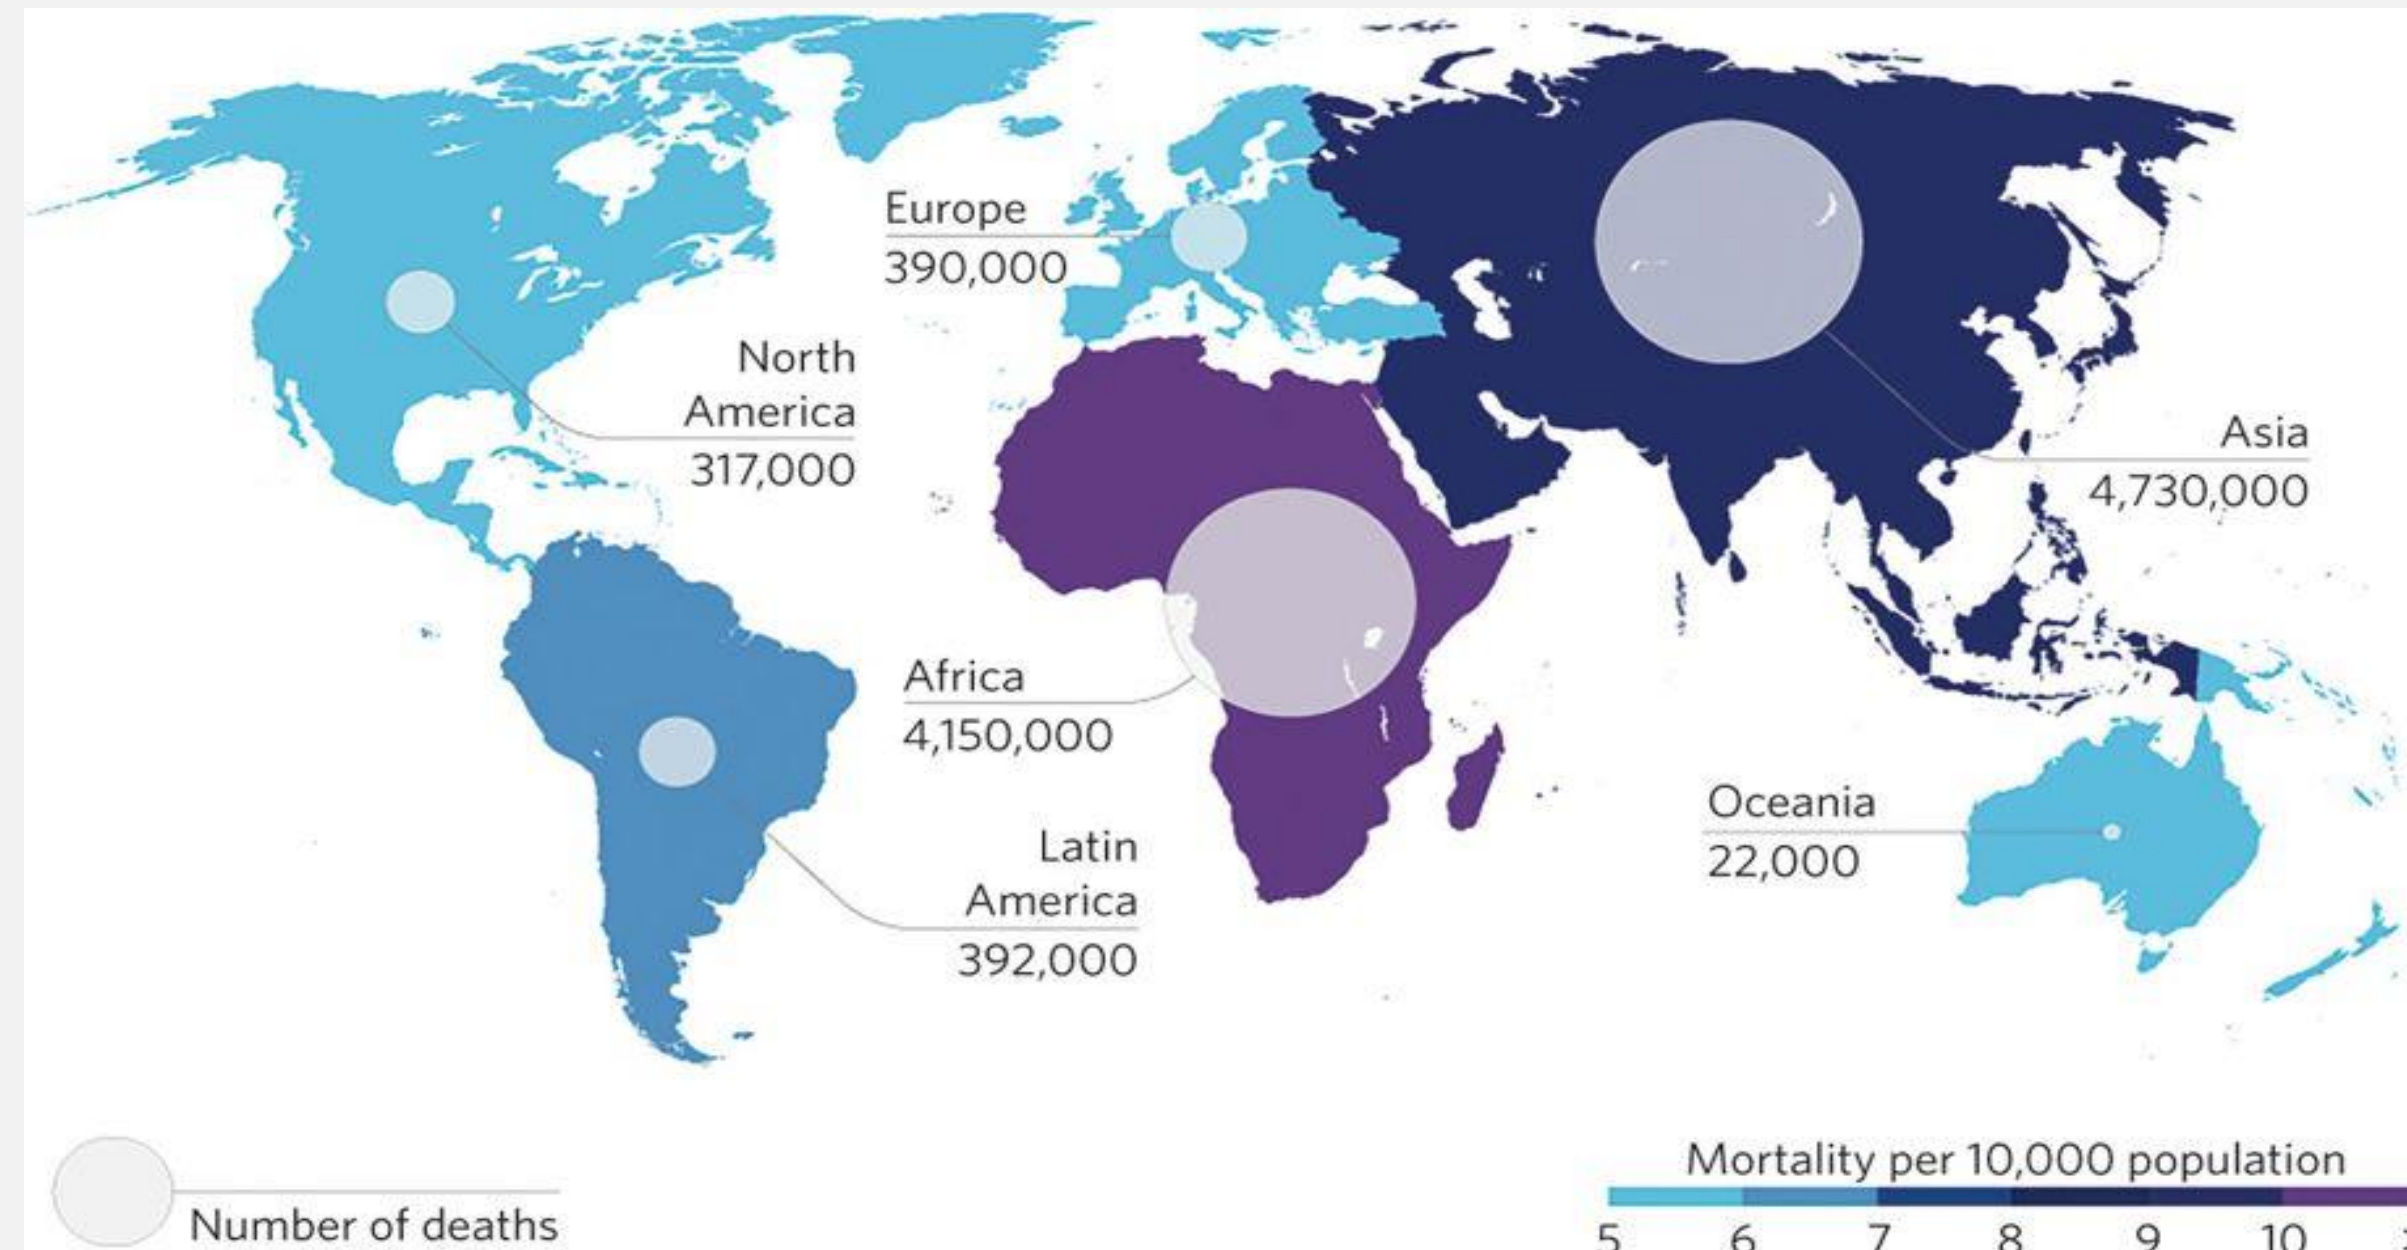 Europe
390,000
North
America
317,000
Asia
4,730,000
Africa
4,150,000
Oceania
22,000
Latin
America
392,000
Mortality per 10,000 population
5 6 7 8 9 10
Number of deaths